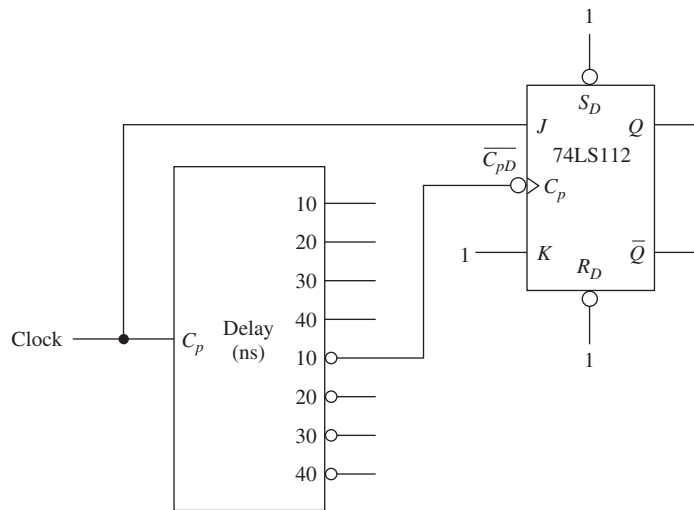 1
S_D
J Q
74LS112
\overline{C_{pD}}
C_p
10
20
1 K \overline{Q}
R_D
30
40
Clock C_p Delay
(ns)
10
1
20
30
40